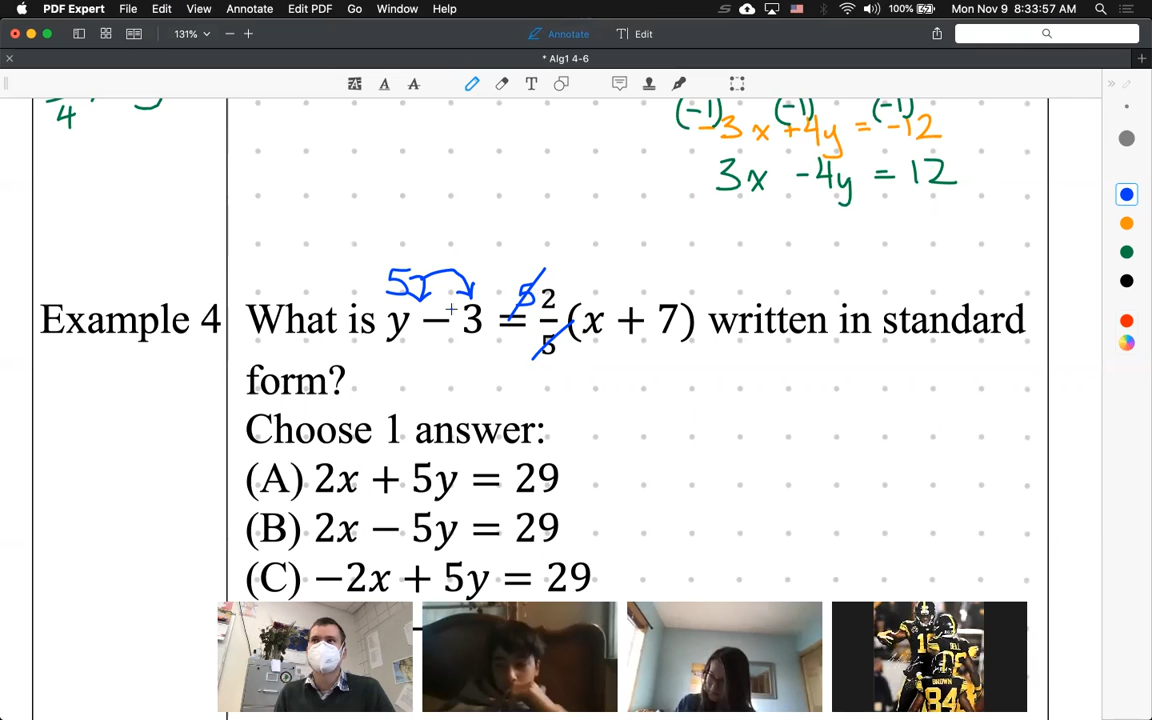 PDF Expert File Edit View Annotate Edit PDF Go Window Help 100% Mon Nov 9 8:33:57 AM
131% Annotate Edit
* Alg1 4-6
4
(-1) (-1) (-1)
-3x + 4y = -12
3x - 4y = 12
5 5
Example 4 What is y − 3 = 2/5 (x + 7) written in standard
form?
Choose 1 answer:
(A) 2x + 5y = 29
(B) 2x − 5y = 29
(C) −2x + 5y = 29
BELL
BROWN
84